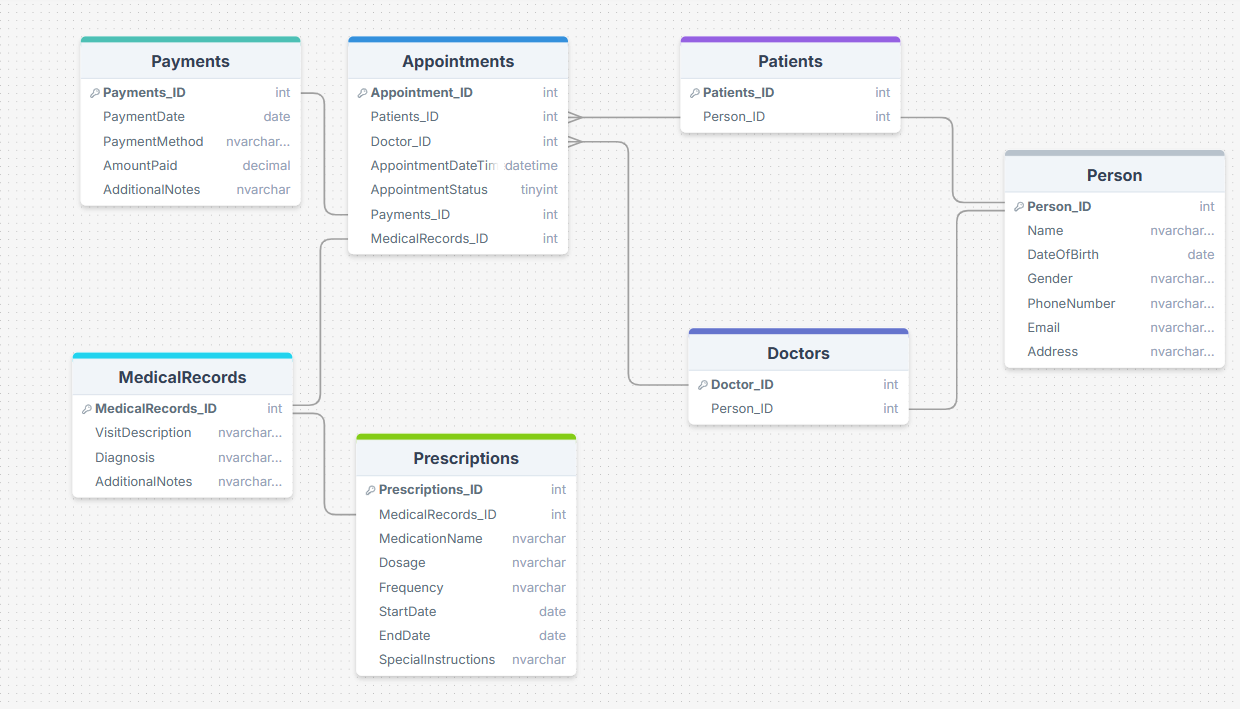 Payments
Payments_ID int
PaymentDate date
PaymentMethod nvarchar...
AmountPaid decimal
AdditionalNotes nvarchar
Appointments
Appointment_ID int
Patients_ID int
Doctor_ID int
AppointmentDateTim datetime
AppointmentStatus tinyint
Payments_ID int
MedicalRecords_ID int
Patients
Patients_ID int
Person_ID int
Person
Person_ID int
Name nvarchar...
DateOfBirth date
Gender nvarchar...
PhoneNumber nvarchar...
Email nvarchar...
Address nvarchar...
Doctors
Doctor_ID int
Person_ID int
MedicalRecords
MedicalRecords_ID int
VisitDescription nvarchar...
Diagnosis nvarchar...
AdditionalNotes nvarchar...
Prescriptions
Prescriptions_ID int
MedicalRecords_ID int
MedicationName nvarchar
Dosage nvarchar
Frequency nvarchar
StartDate date
EndDate date
SpecialInstructions nvarchar